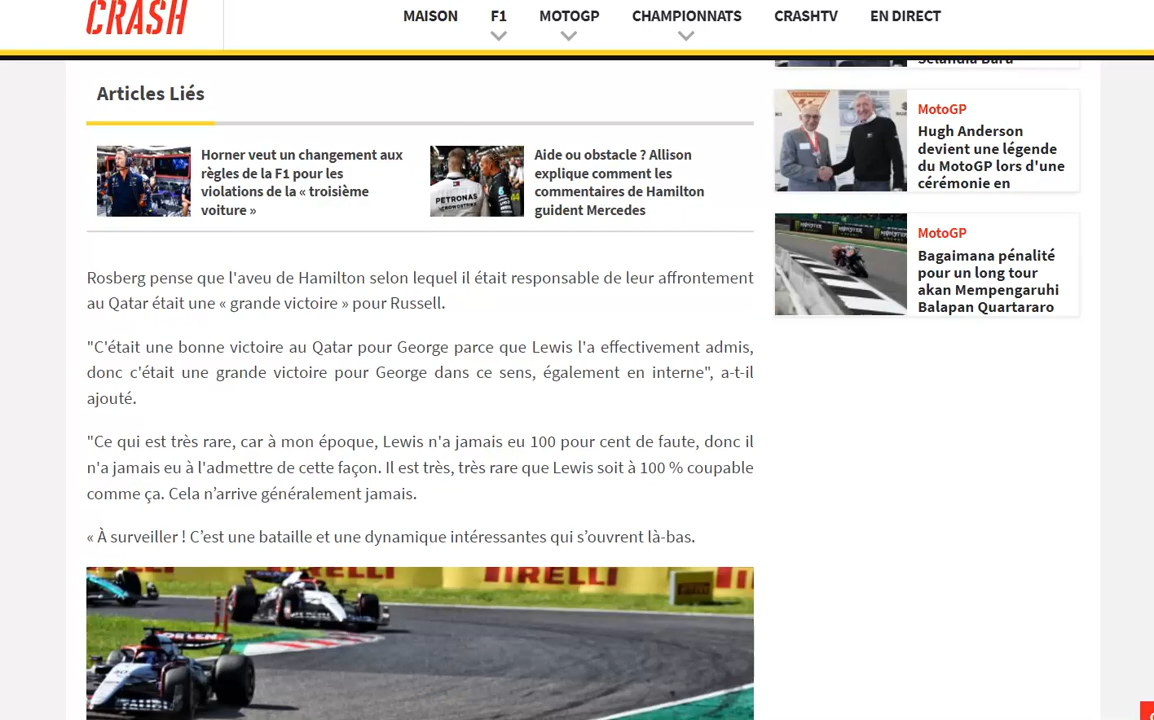 CRASH
MAISON F1 MOTOGP CHAMPIONNATS CRASHTV EN DIRECT
Articles Liés
Horner veut un changement aux
règles de la F1 pour les
violations de la « troisième
voiture »
Aide ou obstacle ? Allison
explique comment les
commentaires de Hamilton
guident Mercedes
Rosberg pense que l'aveu de Hamilton selon lequel il était responsable de leur affrontement
au Qatar était une « grande victoire » pour Russell.
"C'était une bonne victoire au Qatar pour George parce que Lewis l'a effectivement admis,
donc c'était une grande victoire pour George dans ce sens, également en interne", a-t-il
ajouté.
"Ce qui est très rare, car à mon époque, Lewis n'a jamais eu 100 pour cent de faute, donc il
n'a jamais eu à l'admettre de cette façon. Il est très, très rare que Lewis soit à 100 % coupable
comme ça. Cela n’arrive généralement jamais.
« À surveiller ! C’est une bataille et une dynamique intéressantes qui s’ouvrent là-bas.
PIRELLI
PIRELLI
ORLEN
PETRONAS
CROWDSTRIKE
MotoGP
Hugh Anderson
devient une légende
du MotoGP lors d'une
cérémonie en
MotoGP
Bagaimana pénalité
pour un long tour
akan Mempengaruhi
Balapan Quartararo